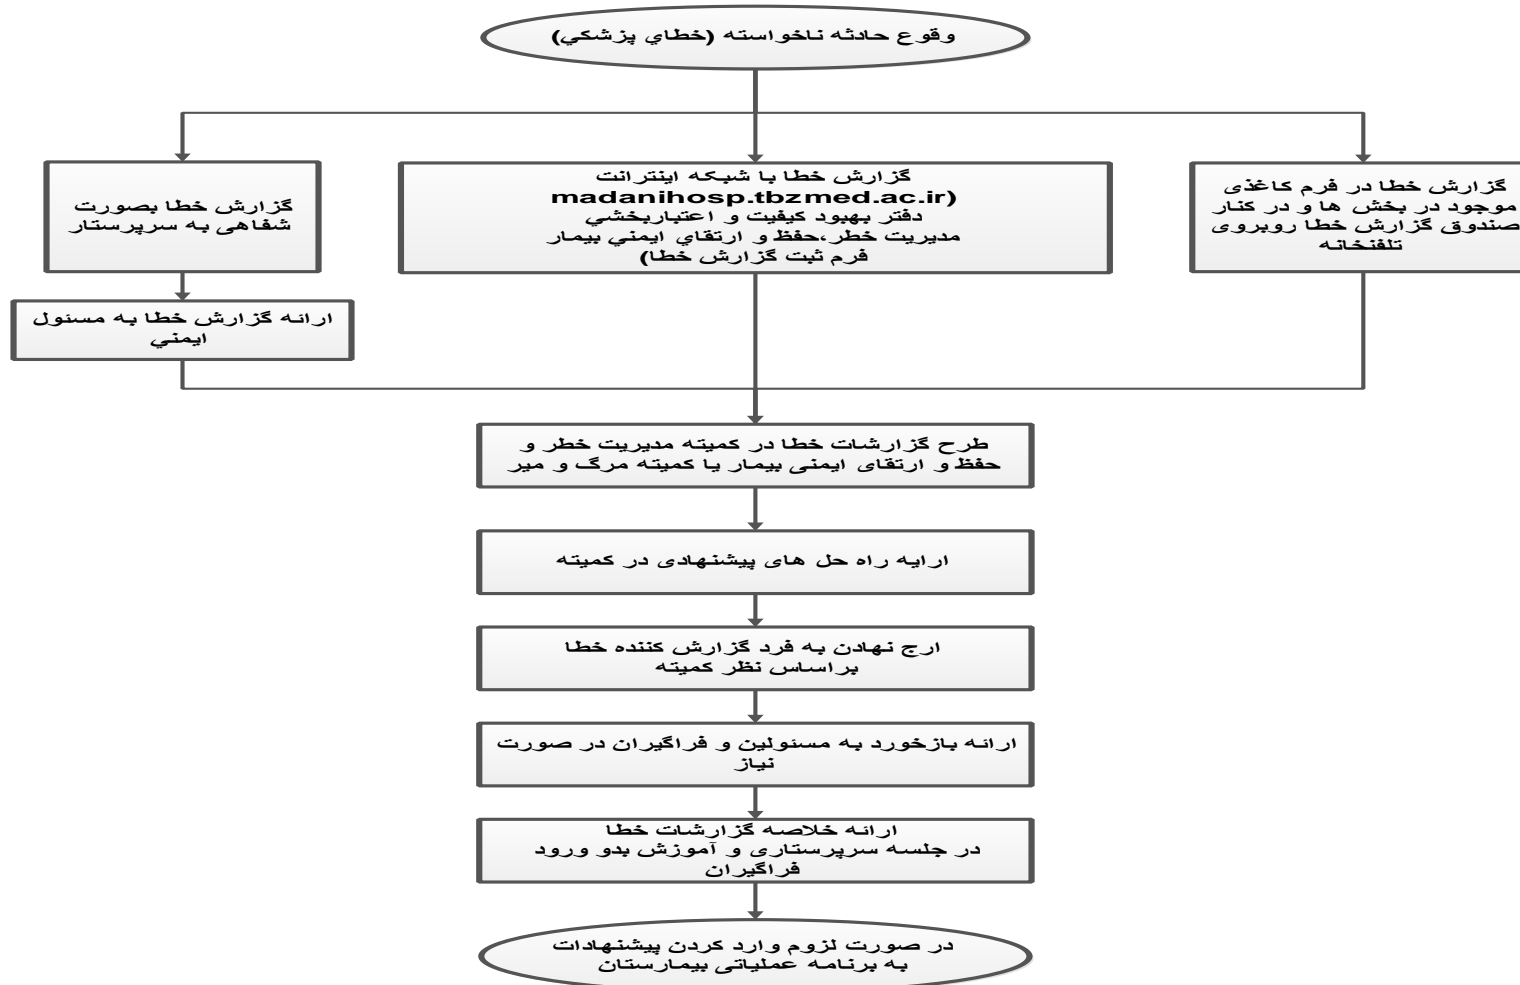 وقوع حادثه ناخواسته (خطاي پزشكي)
گزارش خطا در فرم کاغذی
موجود در بخش ها و در کنار
صندوق گزارش خطا روبروی
تلفنخانه
گزارش خطا با شبكه اينترانت
(madanihosp.tbzmed.ac.ir
دفتر بهبود كيفيت و اعتباربخشي
مديريت خطر،حفظ و ارتقاي ايمني بيمار
فرم ثبت گزارش خطا)
گزارش خطا بصورت
شفاهی به سرپرستار
ارائه گزارش خطا به مسئول
ايمني
طرح گزارشات خطا در کمیته مدیریت خطر و
حفظ و ارتقای ایمنی بیمار یا کمیته مرگ و میر
ارایه راه حل های پیشنهادی در کمیته
ارج نهادن به فرد گزارش کننده خطا
براساس نظر کمیته
ارائه بازخورد به مسئولین و فراگیران در صورت
نیاز
ارائه خلاصه گزارشات خطا
در جلسه سرپرستاری و آموزش بدو ورود
فراگیران
در صورت لزوم وارد کردن پیشنهادات
به برنامه عملیاتی بیمارستان